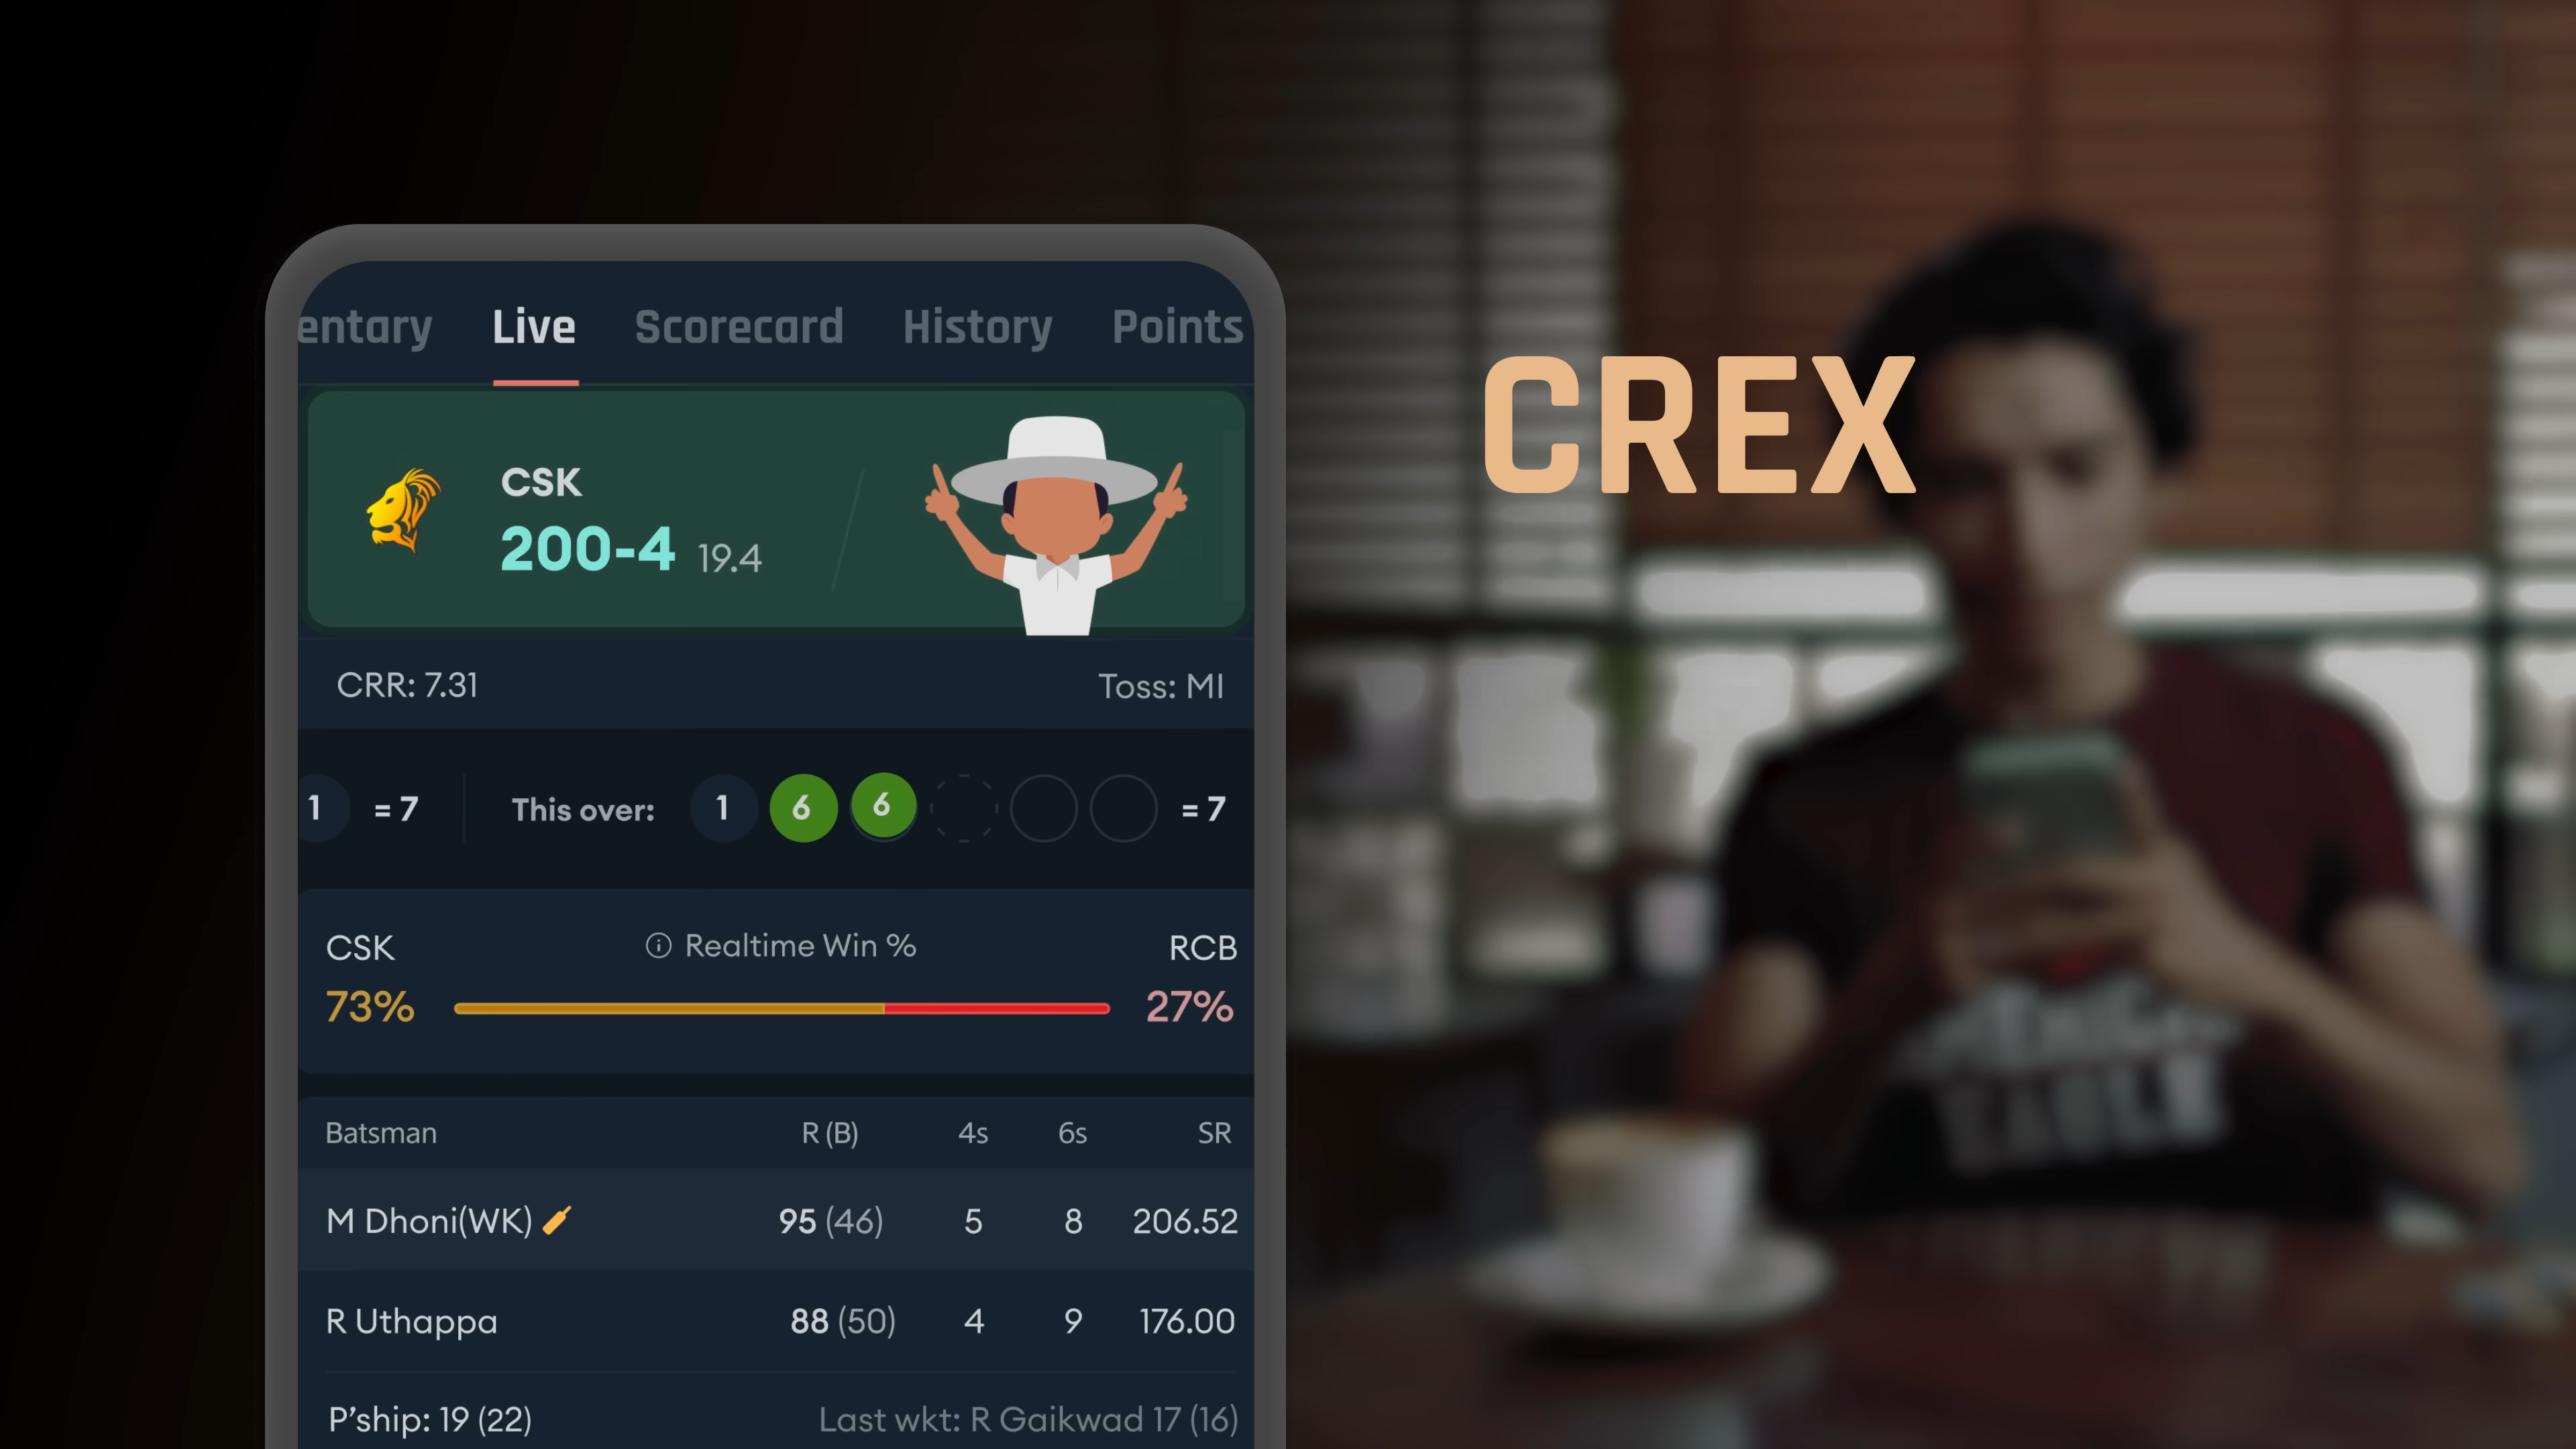 entary Live Scorecard History Points
CSK
200-4 19.4
CRR: 7.31 Toss: MI
1 = 7 This over: 1 6 6 = 7
CSK Realtime Win % RCB
73% 27%
Batsman R (B) 4s 6s SR
M Dhoni(WK) 95 (46) 5 8 206.52
R Uthappa 88 (50) 4 9 176.00
P'ship: 19 (22) Last wkt: R Gaikwad 17 (16)
CREX